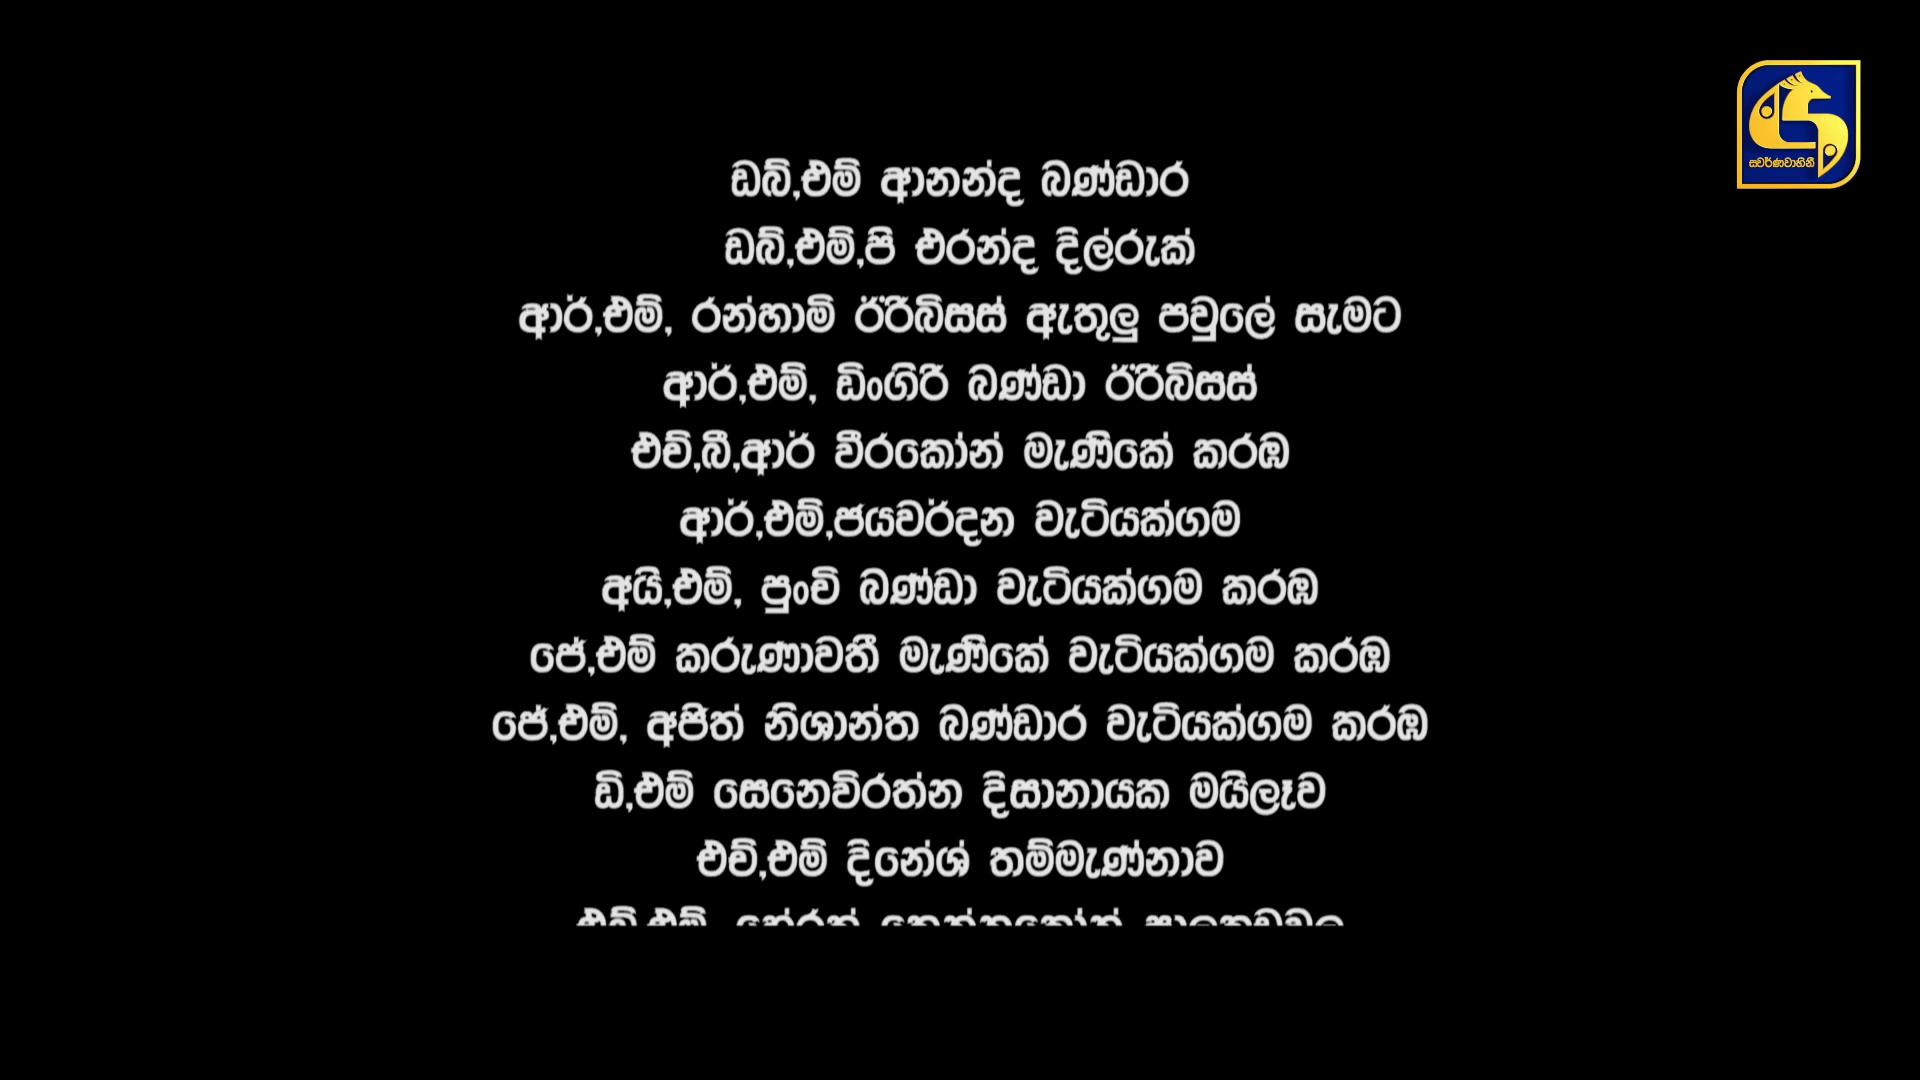 ස්වර්ණවාහිනී
ඩබ්,එම් ආනන්ද බණ්ඩාර
ඩබ්,එම්,පි එරන්ද දිල්රුක්
ආර්,එම්, රන්හාමි ඊරිබිසස් ඇතුලු පවුලේ සැමට
ආර්,එම්, ඩිංගිරි බණ්ඩා ඊරිබිසස්
එච්,බී,ආර් වීරකෝන් මැණිකේ කරඹ
ආර්,එම්,ජයවර්දන වැටියක්ගම
අයි,එම්, පුංචි බණ්ඩා වැටියක්ගම කරඹ
ජේ,එම් කරුණාවතී මැණිකේ වැටියක්ගම කරඹ
ජේ,එම්, අජිත් නිශාන්ත බණ්ඩාර වැටියක්ගම කරඹ
ඩි,එම් සෙනෙවිරත්න දිසානායක මයිලෑව
එච්,එම් දිනේශ් තම්මැණ්නාව